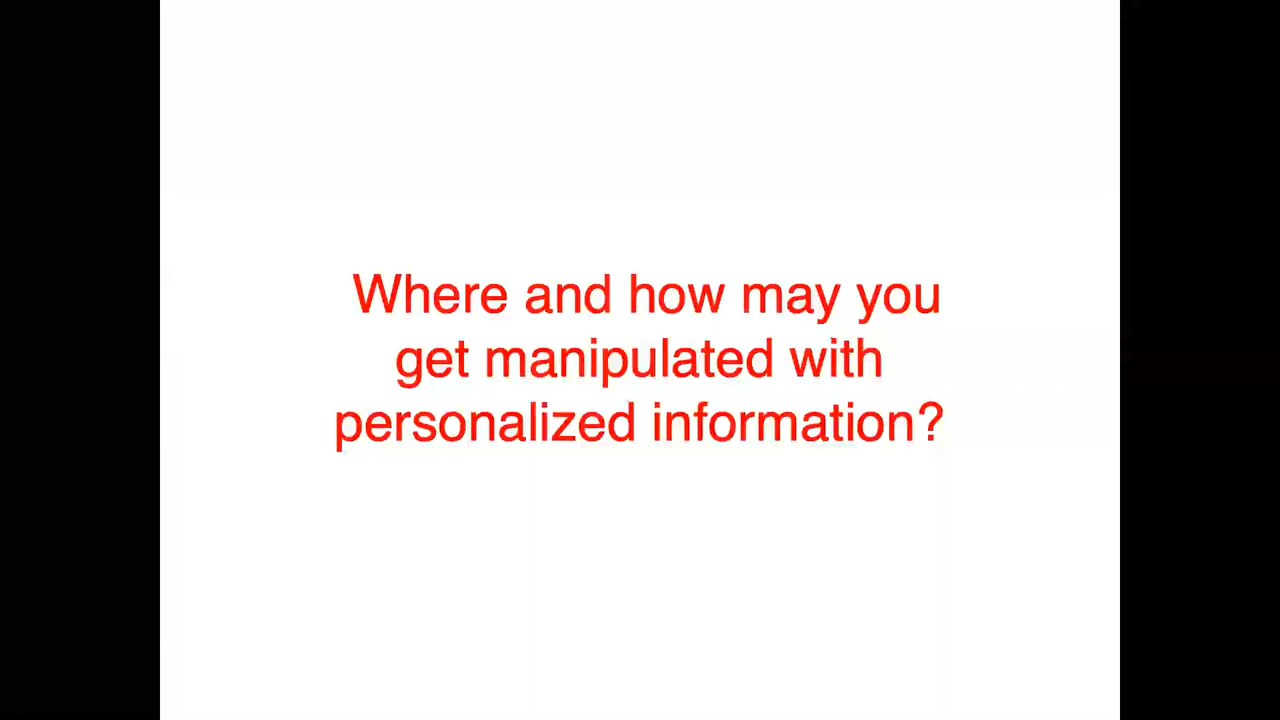 Where and how may you
get manipulated with
personalized information?